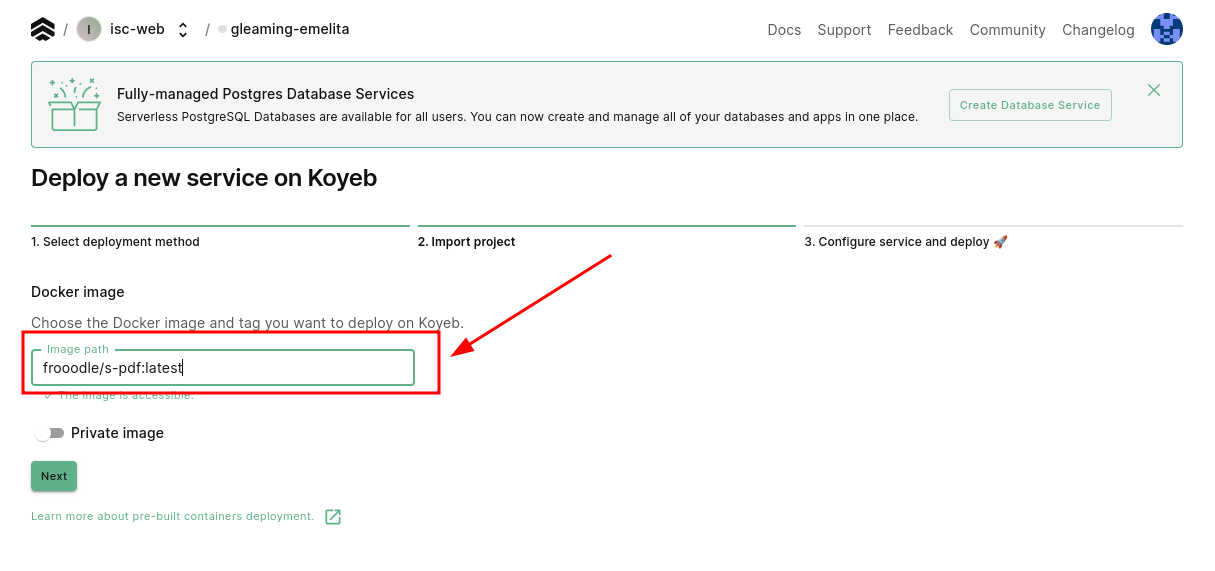 / I isc-web / gleaming-emelita Docs Support Feedback Community Changelog
Fully-managed Postgres Database Services
Serverless PostgreSQL Databases are available for all users. You can now create and manage all of your databases and apps in one place.
Create Database Service
Deploy a new service on Koyeb
1. Select deployment method
2. Import project
3. Configure service and deploy 🚀
Docker image
Choose the Docker image and tag you want to deploy on Koyeb.
Image path
frooodle/s-pdf:latest
The image is accessible.
Private image
Next
Learn more about pre-built containers deployment.